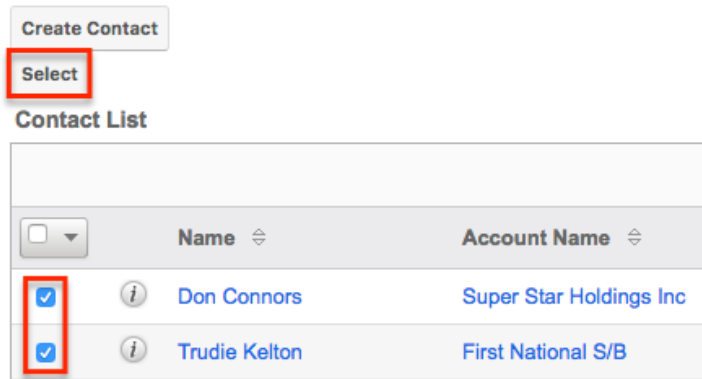 Create Contact
Select
Contact List
Name Account Name
i Don Connors Super Star Holdings Inc
i Trudie Kelton First National S/B